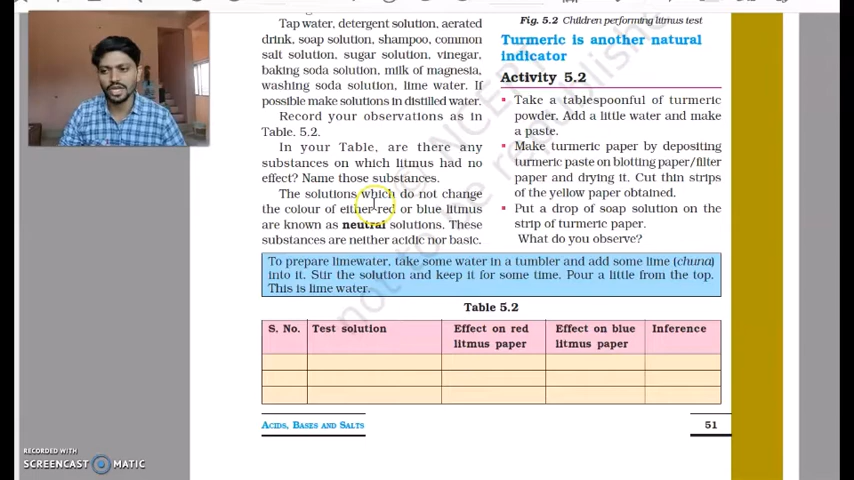 Tap water, detergent solution, aerated
drink, soap solution, shampoo, common
salt solution, sugar solution, vinegar,
baking soda solution, milk of magnesia,
washing soda solution, lime water. If
possible make solutions in distilled water.
Record your observations as in
Table 5.2.
In your Table, are there any
substances on which litmus had no
effect? Name those substances.
The solutions which do not change
the colour of either red or blue litmus
are known as neutral solutions. These
substances are neither acidic nor basic.
Fig. 5.2 Children performing litmus test
Turmeric is another natural
indicator
Activity 5.2
▪ Take a tablespoonful of turmeric
powder. Add a little water and make
a paste.
▪ Make turmeric paper by depositing
turmeric paste on blotting paper/filter
paper and drying it. Cut thin strips
of the yellow paper obtained.
▪ Put a drop of soap solution on the
strip of turmeric paper.
What do you observe?
To prepare limewater, take some water in a tumbler and add some lime (chuna)
into it. Stir the solution and keep it for some time. Pour a little from the top.
This is lime water.
Table 5.2
S. No. Test solution Effect on red litmus paper Effect on blue litmus paper Inference
ACIDS, BASES AND SALTS
51
© NCERT
not to be republished
RECORDED WITH
SCREENCAST MATIC